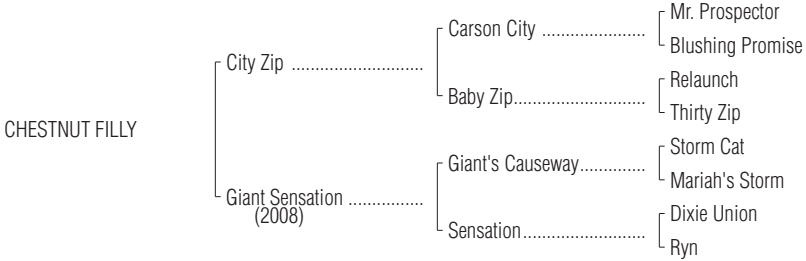 Mr. Prospector
Carson City ......................
Blushing Promise
City Zip ............................
Relaunch
Baby Zip............................
Thirty Zip
CHESTNUT FILLY
Storm Cat
Giant's Causeway..............
Mariah's Storm
Giant Sensation ................
(2008)
Dixie Union
Sensation..........................
Ryn